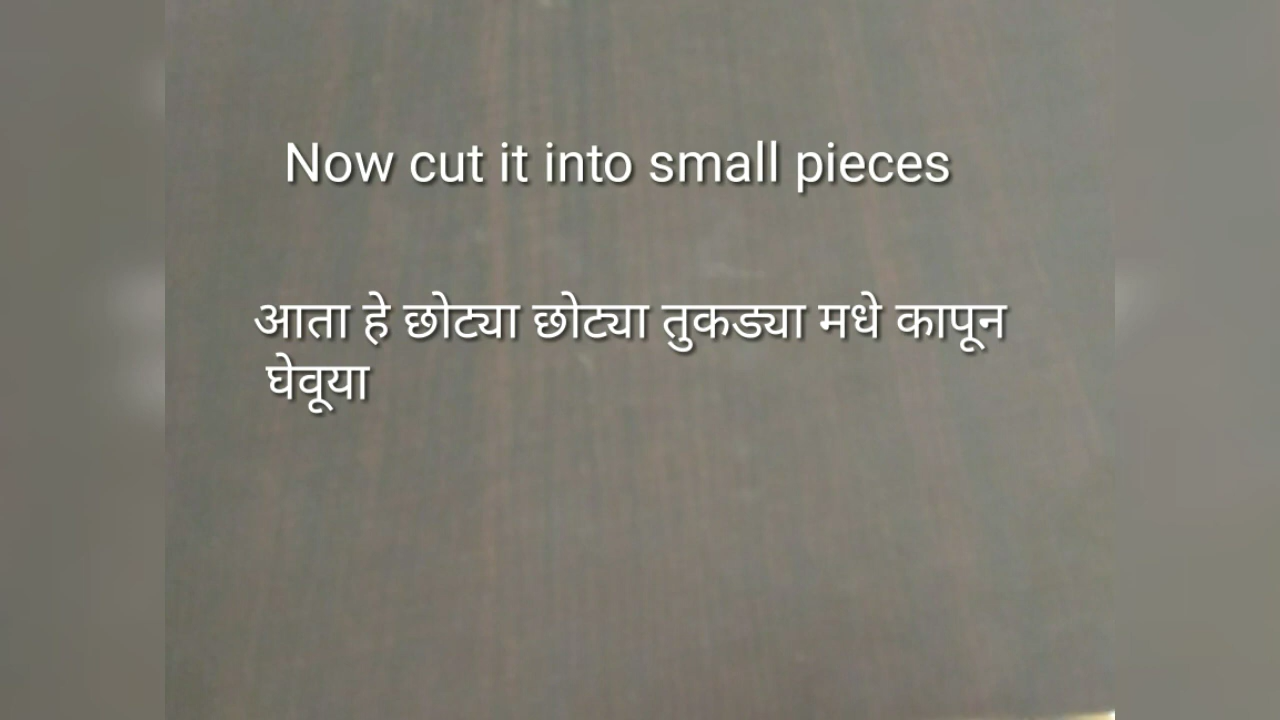 Now cut it into small pieces
आता हे छोट्या छोट्या तुकड्या मधे कापून
घेवूया